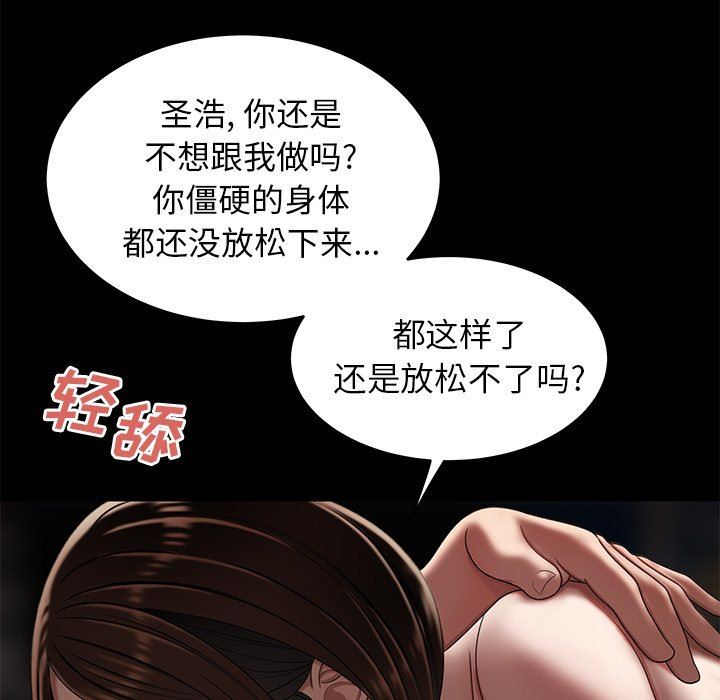 圣浩, 你还是
不想跟我做吗?
你僵硬的身体
都还没放松下来...
都这样了
还是放松不了吗?
轻舔